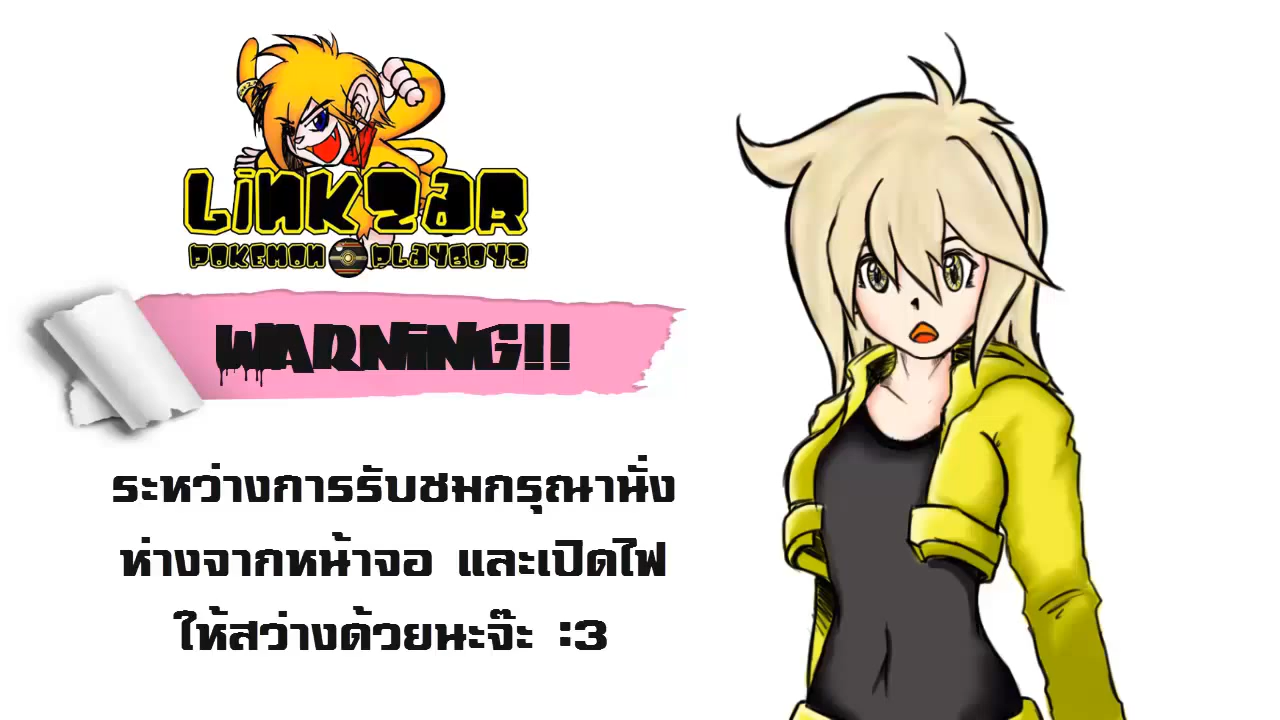 LiNKZaR
POKEMON PLAYBOYZ
WARNiNG!!
ระหว่างการรับชมกรุณานั่ง
ห่างจากหน้าจอ และเปิดไฟ
ให้สว่างด้วยนะจ๊ะ :3